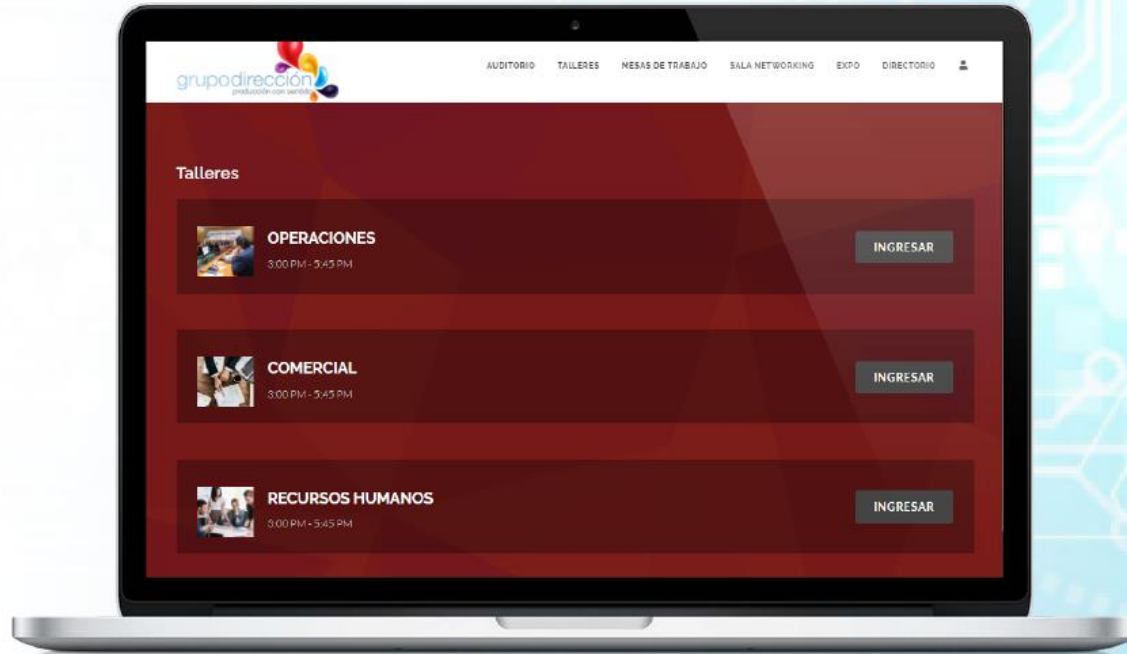 grupodirección
producción con sentido
AUDITORIO TALLERES MESAS DE TRABAJO SALA NETWORKING EXPO DIRECTORIO
Talleres
OPERACIONES
3:00 PM - 5:45 PM
INGRESAR
COMERCIAL
3:00 PM - 5:45 PM
INGRESAR
RECURSOS HUMANOS
3:00 PM - 5:45 PM
INGRESAR